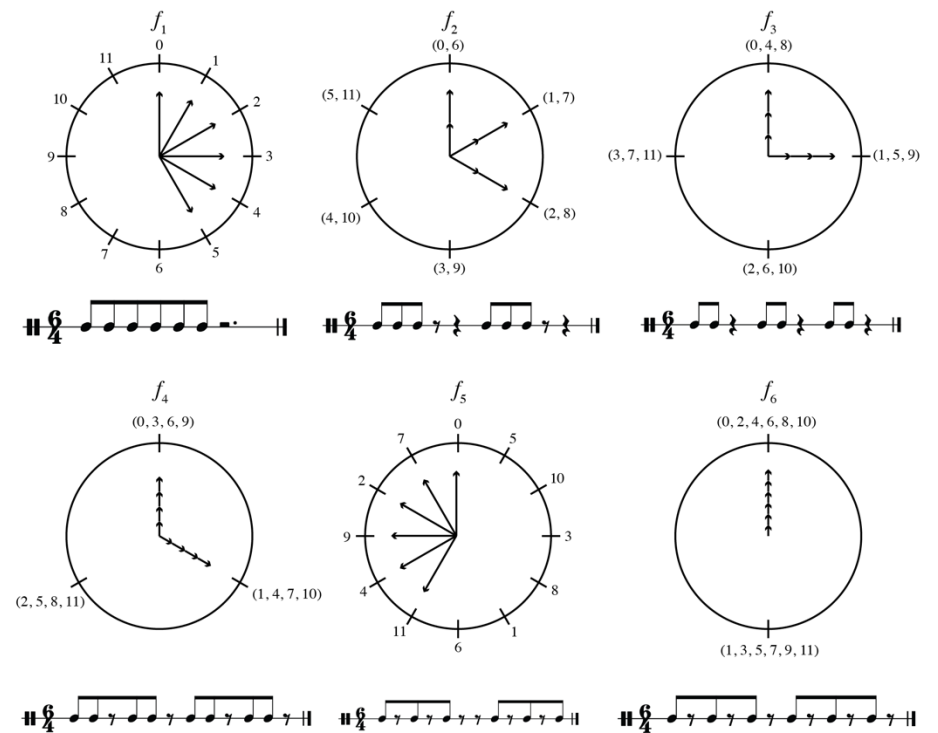 f1
0
11 1
10 2
9 3
8 4
7 5
6
6
4
f2
(0, 6)
(5, 11) (1, 7)
(4, 10) (2, 8)
(3, 9)
6
4
f3
(0, 4, 8)
(3, 7, 11) (1, 5, 9)
(2, 6, 10)
6
4
f4
(0, 3, 6, 9)
(2, 5, 8, 11) (1, 4, 7, 10)
6
4
f5
0
7 5
2 10
9 3
4 8
11 1
6
6
4
f6
(0, 2, 4, 6, 8, 10)
(1, 3, 5, 7, 9, 11)
6
4